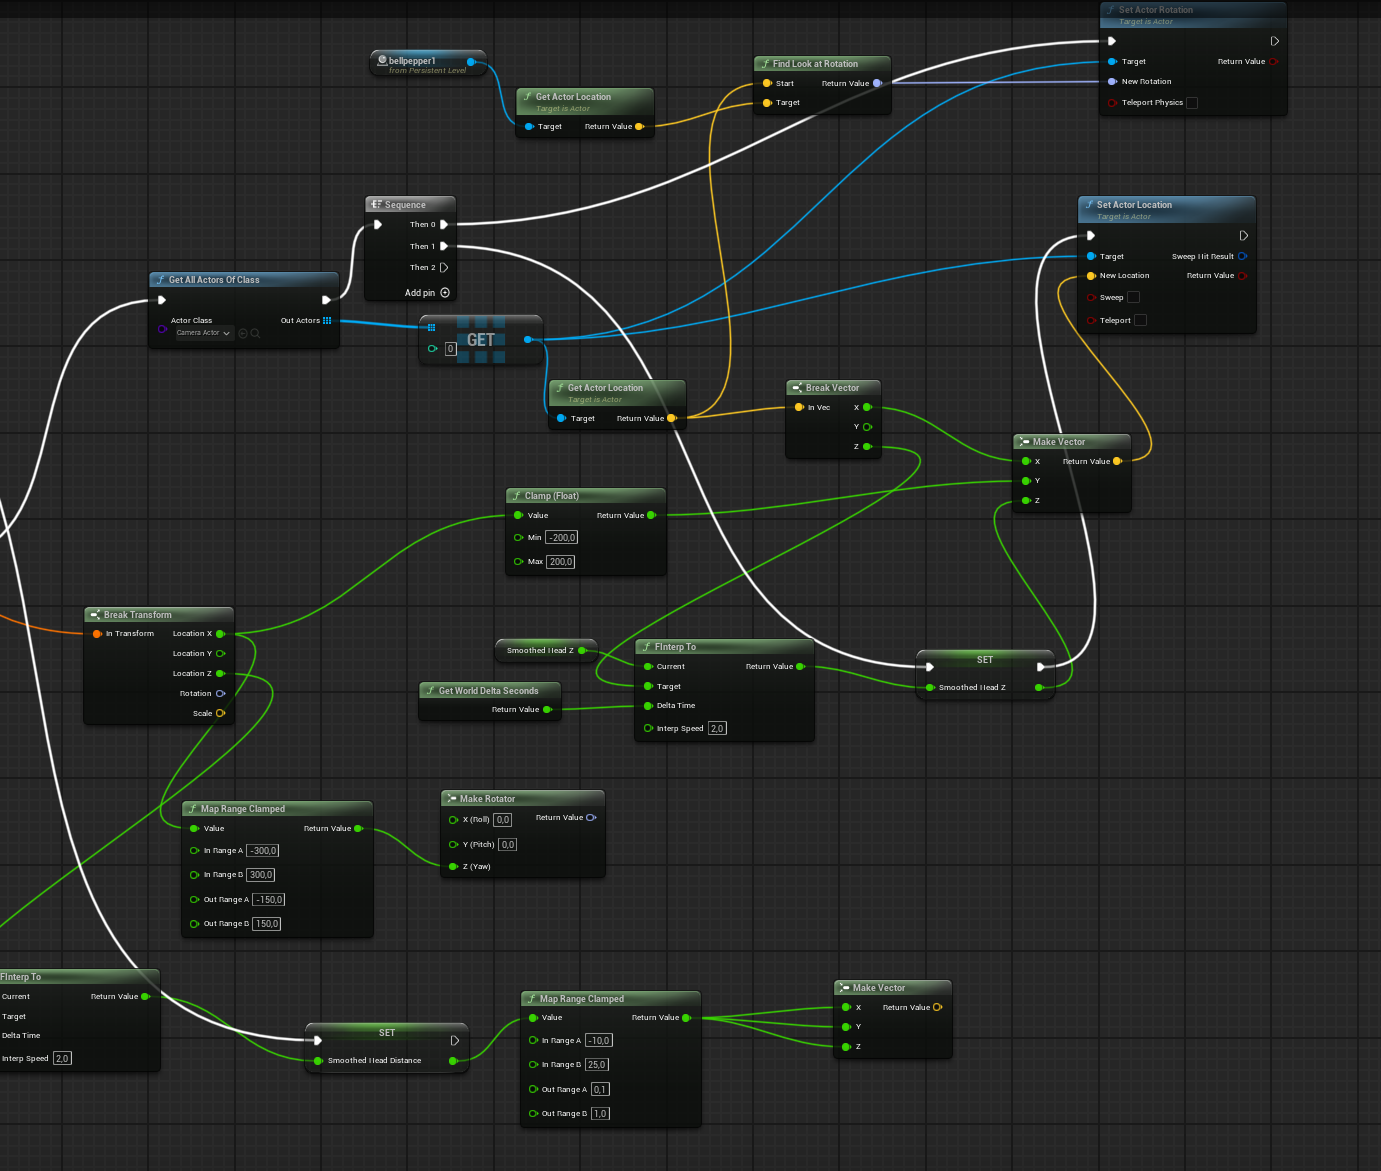 Set Actor Rotation
Target is Actor
Target
Return Value
New Rotation
Teleport Physics
bellpepper1
from Persistent Level
Get Actor Location
Target is Actor
Target
Return Value
Find Look at Rotation
Start
Return Value
Target
Sequence
Then 0
Then 1
Then 2
Add pin
Set Actor Location
Target is Actor
Target
Sweep Hit Result
New Location
Return Value
Sweep
Teleport
Get All Actors Of Class
Actor Class
Camera Actor
Out Actors
GET
0
Get Actor Location
Target is Actor
Target
Return Value
Break Vector
In Vec
X
Y
Z
Make Vector
X
Return Value
Y
Z
Clamp (Float)
Value
Return Value
Min -200,0
Max 200,0
Break Transform
In Transform
Location X
Location Y
Location Z
Rotation
Scale
Smoothed Head Z
Get World Delta Seconds
Return Value
FInterp To
Current
Return Value
Target
Delta Time
Interp Speed 2,0
SET
Smoothed Head Z
Map Range Clamped
Value
Return Value
In Range A -300,0
In Range B 300,0
Out Range A -150,0
Out Range B 150,0
Make Rotator
X (Roll) 0,0
Return Value
Y (Pitch) 0,0
Z (Yaw)
FInterp To
Current
Return Value
Target
Delta Time
Interp Speed 2,0
SET
Smoothed Head Distance
Map Range Clamped
Value
Return Value
In Range A -10,0
In Range B 25,0
Out Range A 0,1
Out Range B 1,0
Make Vector
X
Return Value
Y
Z